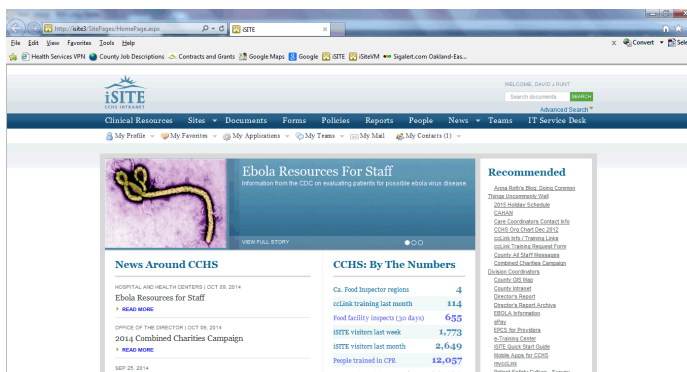 http://isite3/SitePages/HomePage.aspx
iSITE
File Edit View Favorites Tools Help
Convert
Health Services VPN County Job Descriptions Contracts and Grants Google Maps Google iSITE iSiteVM Sigalert.com Oakland-Eas...
WELCOME, DAVID J RUNT
iSITE
CCHS INTRANET
Search documents SEARCH
Advanced Search
Clinical Resources Sites Documents Forms Policies Reports People News Teams IT Service Desk
My Profile My Favorites My Applications My Teams My Mail My Contacts (1)
Ebola Resources For Staff
Information from the CDC on evaluating patients for possible ebola virus disease.
VIEW FULL STORY
Recommended
Anna Roth's Blog: Doing Common
Things Uncommonly Well
2015 Holiday Schedule
CAHAN
Care Coordinators Contact Info
CCHS Org Chart Dec 2012
ccLink Info / Training Links
ccLink Training Request Form
County All Staff Messages
Combined Charities Campaign
Division Coordinators
County GIS Map
County Intranet
Director's Report
Director's Report Archive
EBOLA Information
ePay
EPCS for Providers
e-Training Center
iSITE Quick Start Guide
Mobile Apps for CCHS
myccLink
News Around CCHS
HOSPITAL AND HEALTH CENTERS | OCT 09, 2014
Ebola Resources for Staff
READ MORE
OFFICE OF THE DIRECTOR | OCT 09, 2014
2014 Combined Charities Campaign
READ MORE
SEP 25, 2014
CCHS: By The Numbers
Ca. Food Inspector regions 4
ccLink training last month 114
Food facility inspects (30 days) 655
iSITE visitors last week 1,773
iSITE visitors last month 2,649
People trained in CPR 12,057